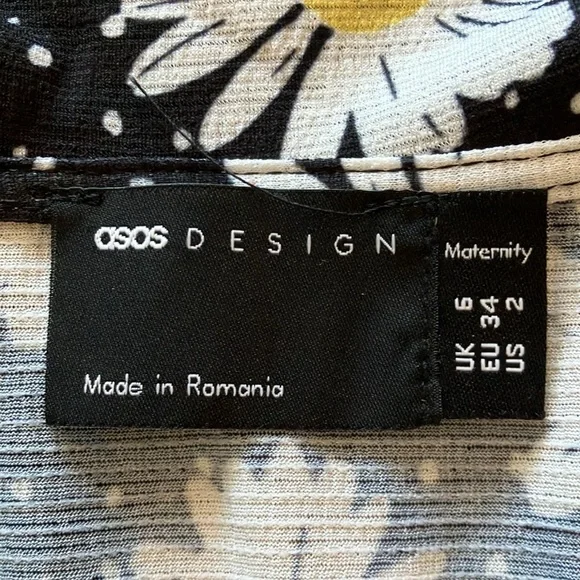 asos DESIGN
Made in Romania
Maternity
UK 6
EU 34
US 2